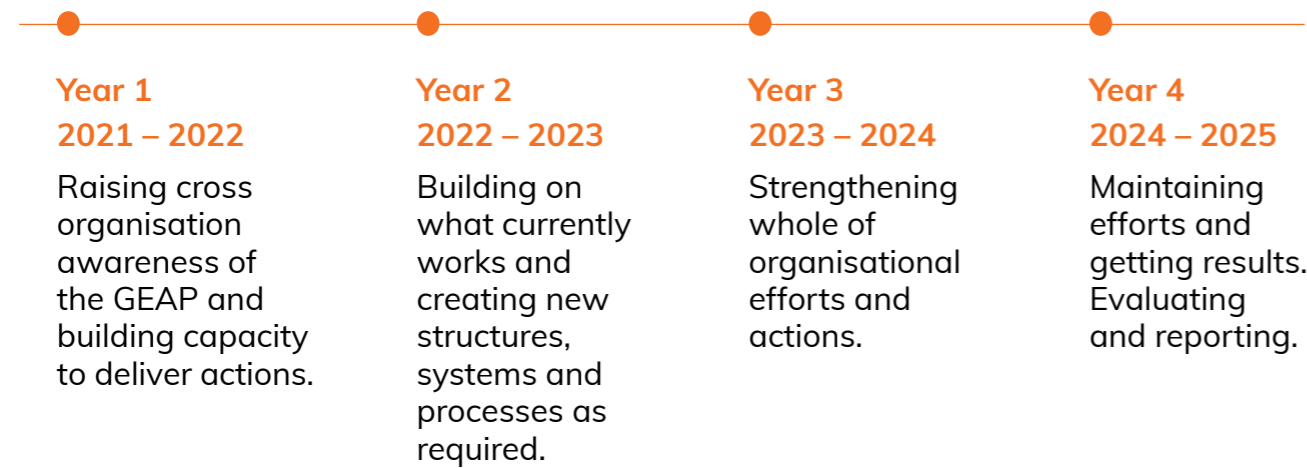 Year 1
2021 – 2022
Raising cross
organisation
awareness of
the GEAP and
building capacity
to deliver actions.
Year 2
2022 – 2023
Building on
what currently
works and
creating new
structures,
systems and
processes as
required.
Year 3
2023 – 2024
Strengthening
whole of
organisational
efforts and
actions.
Year 4
2024 – 2025
Maintaining
efforts and
getting results.
Evaluating
and reporting.